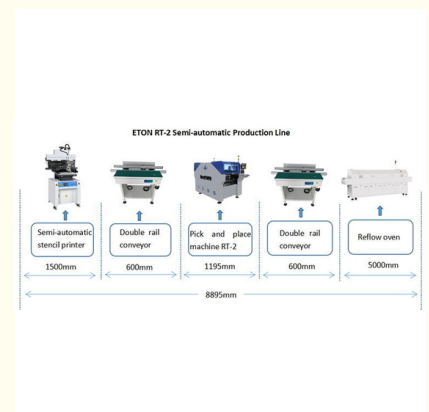 ETON RT-2 Semi-automatic Production Line
Semi-automatic
stencil printer
Double rail
conveyor
Pick and place
machine RT-2
Double rail
conveyor
Reflow oven
1500mm
600mm
1195mm
600mm
5000mm
8895mm